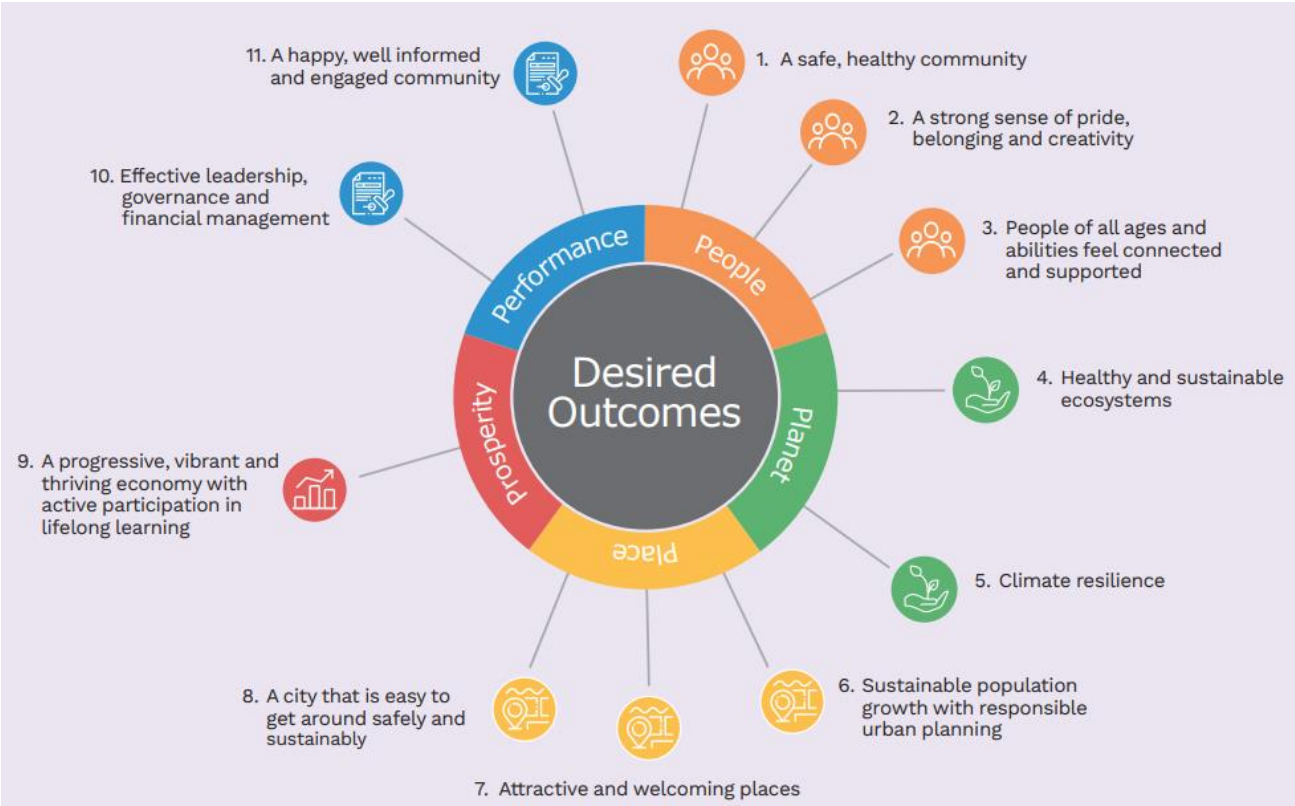 Desired
Outcomes
People
Planet
Place
Prosperity
Performance
1. A safe, healthy community
2. A strong sense of pride,
belonging and creativity
3. People of all ages and
abilities feel connected
and supported
4. Healthy and sustainable
ecosystems
5. Climate resilience
6. Sustainable population
growth with responsible
urban planning
7. Attractive and welcoming places
8. A city that is easy to
get around safely and
sustainably
9. A progressive, vibrant and
thriving economy with
active participation in
lifelong learning
10. Effective leadership,
governance and
financial management
11. A happy, well informed
and engaged community